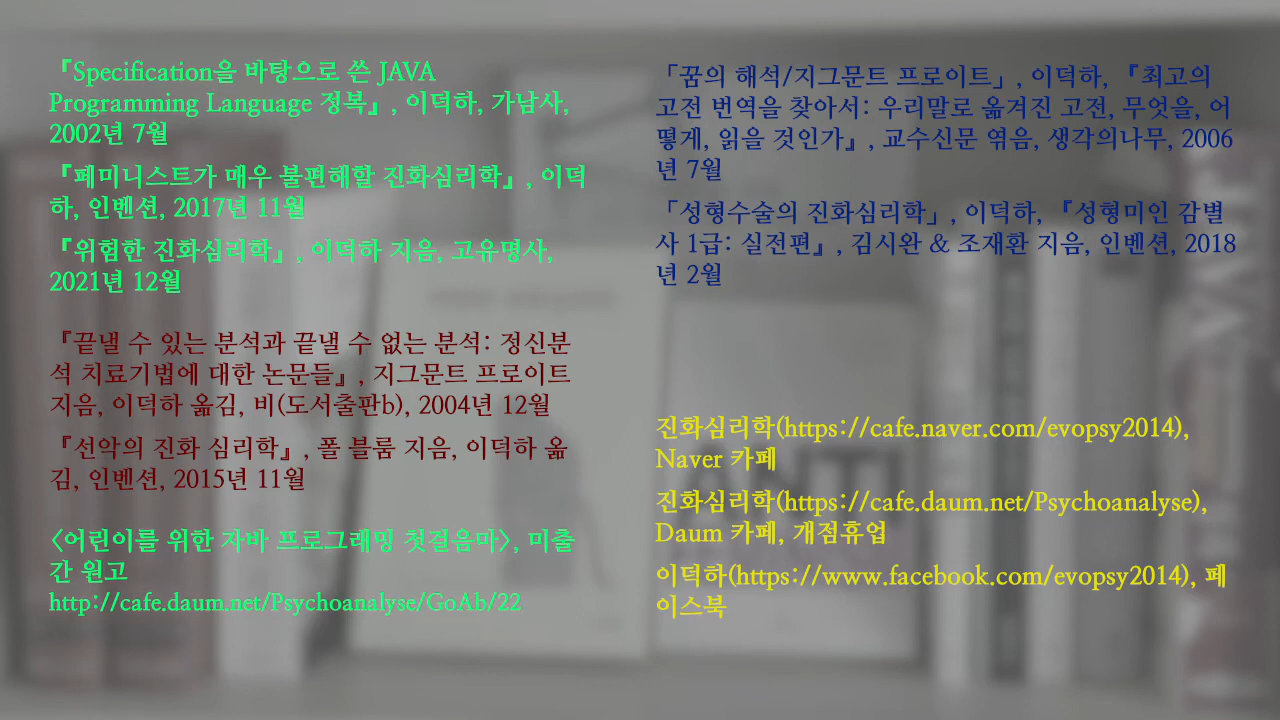 『Specification을 바탕으로 쓴 JAVA
Programming Language 정복』, 이덕하, 가남사,
2002년 7월
『페미니스트가 매우 불편해할 진화심리학』, 이덕
하, 인벤션, 2017년 11월
『위험한 진화심리학』, 이덕하 지음, 고유명사,
2021년 12월
『끝낼 수 있는 분석과 끝낼 수 없는 분석: 정신분
석 치료기법에 대한 논문들』, 지그문트 프로이트
지음, 이덕하 옮김, 비(도서출판b), 2004년 12월
『선악의 진화 심리학』, 폴 블룸 지음, 이덕하 옮
김, 인벤션, 2015년 11월
<어린이를 위한 자바 프로그래밍 첫걸음마>, 미출
간 원고
http://cafe.daum.net/Psychoanalyse/GoAb/22
「꿈의 해석/지그문트 프로이트」, 이덕하, 『최고의
고전 번역을 찾아서: 우리말로 옮겨진 고전, 무엇을, 어
떻게, 읽을 것인가』, 교수신문 엮음, 생각의나무, 2006
년 7월
「성형수술의 진화심리학」, 이덕하, 『성형미인 감별
사 1급: 실전편』, 김시완 & 조재환 지음, 인벤션, 2018
년 2월
진화심리학(https://cafe.naver.com/evopsy2014),
Naver 카페
진화심리학(https://cafe.daum.net/Psychoanalyse),
Daum 카페, 개점휴업
이덕하(https://www.facebook.com/evopsy2014), 페
이스북